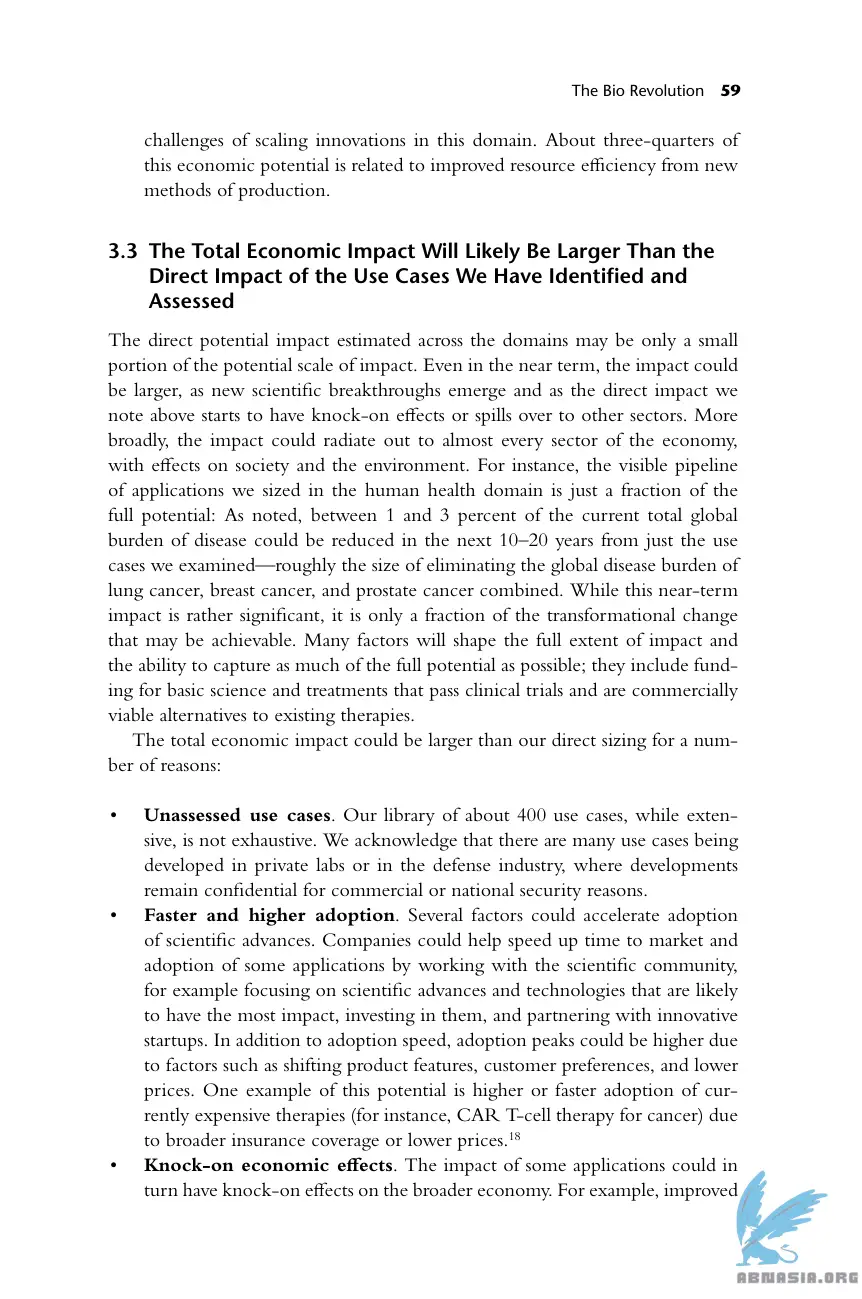 The Bio Revolution 59
challenges of scaling innovations in this domain. About three-quarters of
this economic potential is related to improved resource efficiency from new
methods of production.
3.3 The Total Economic Impact Will Likely Be Larger Than the
Direct Impact of the Use Cases We Have Identified and
Assessed
The direct potential impact estimated across the domains may be only a small
portion of the potential scale of impact. Even in the near term, the impact could
be larger, as new scientific breakthroughs emerge and as the direct impact we
note above starts to have knock-on effects or spills over to other sectors. More
broadly, the impact could radiate out to almost every sector of the economy,
with effects on society and the environment. For instance, the visible pipeline
of applications we sized in the human health domain is just a fraction of the
full potential: As noted, between 1 and 3 percent of the current total global
burden of disease could be reduced in the next 10–20 years from just the use
cases we examined—roughly the size of eliminating the global disease burden of
lung cancer, breast cancer, and prostate cancer combined. While this near-term
impact is rather significant, it is only a fraction of the transformational change
that may be achievable. Many factors will shape the full extent of impact and
the ability to capture as much of the full potential as possible; they include fund-
ing for basic science and treatments that pass clinical trials and are commercially
viable alternatives to existing therapies.
The total economic impact could be larger than our direct sizing for a num-
ber of reasons:
• Unassessed use cases. Our library of about 400 use cases, while exten-
sive, is not exhaustive. We acknowledge that there are many use cases being
developed in private labs or in the defense industry, where developments
remain confidential for commercial or national security reasons.
• Faster and higher adoption. Several factors could accelerate adoption
of scientific advances. Companies could help speed up time to market and
adoption of some applications by working with the scientific community,
for example focusing on scientific advances and technologies that are likely
to have the most impact, investing in them, and partnering with innovative
startups. In addition to adoption speed, adoption peaks could be higher due
to factors such as shifting product features, customer preferences, and lower
prices. One example of this potential is higher or faster adoption of cur-
rently expensive therapies (for instance, CAR T-cell therapy for cancer) due
to broader insurance coverage or lower prices.18
• Knock-on economic effects. The impact of some applications could in
turn have knock-on effects on the broader economy. For example, improved
ABNASIA.ORG